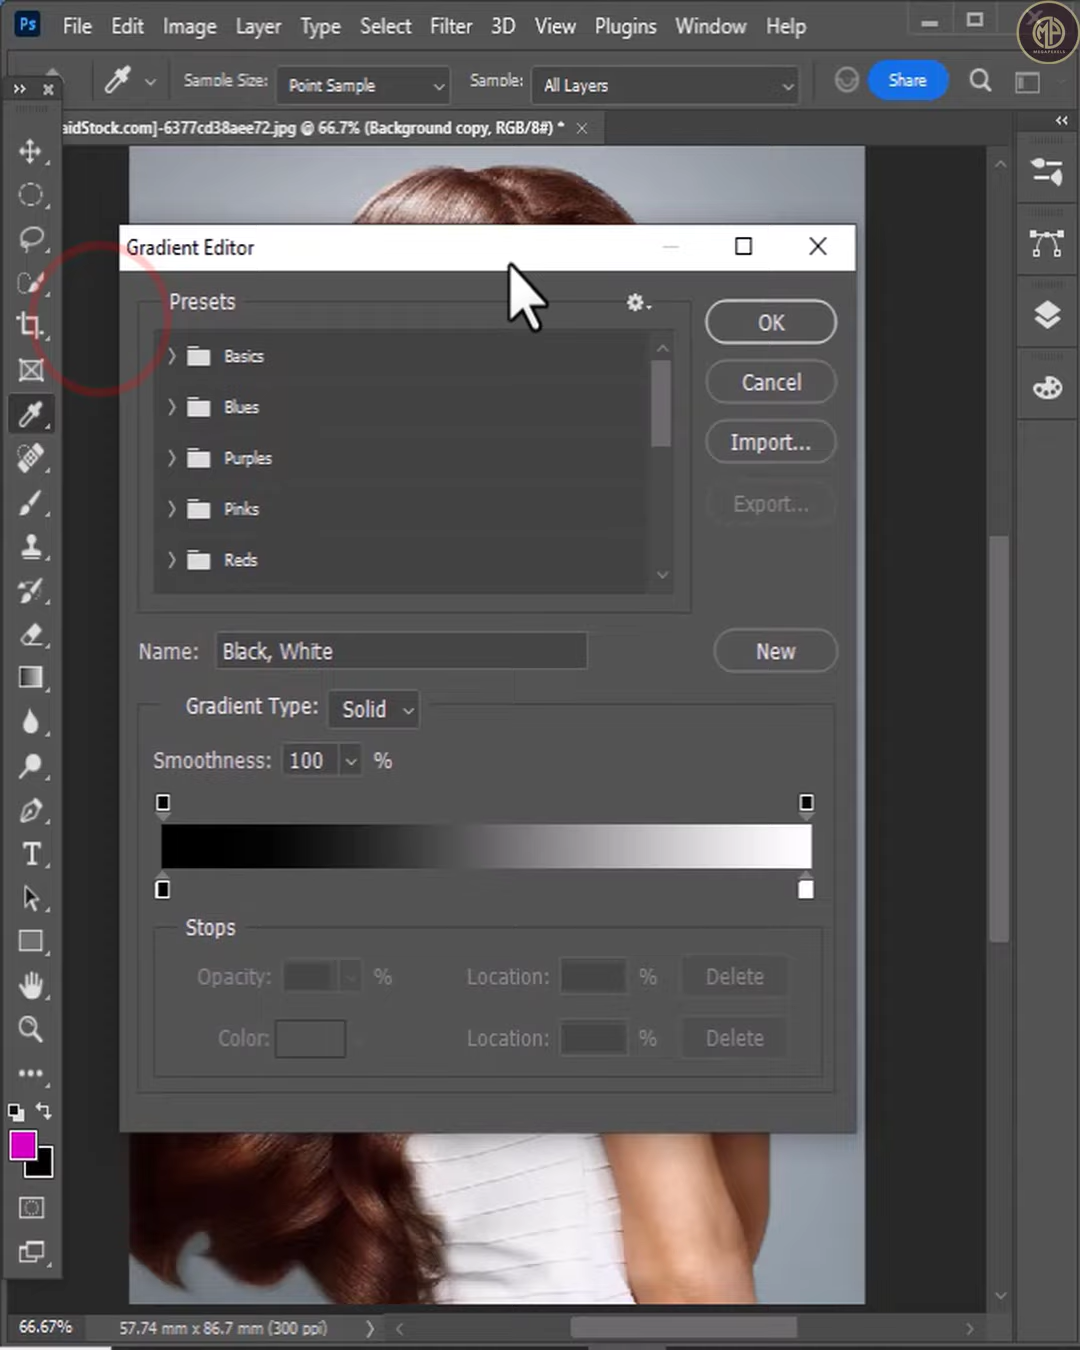 Ps File Edit Image Layer Type Select Filter 3D View Plugins Window Help
MP
Sample Size: Point Sample Sample: All Layers Share
aidStock.com]-6377cd38aee72.jpg @ 66.7% (Background copy, RGB/8#) *
Gradient Editor
Presets
OK
Basics
Cancel
Blues
Import...
Purples
Export...
Pinks
Reds
Name: Black, White New
Gradient Type: Solid
Smoothness: 100 %
Stops
Opacity: % Location: % Delete
Color: Location: % Delete
66.67% 57.74 mm x 86.7 mm (300 ppi)